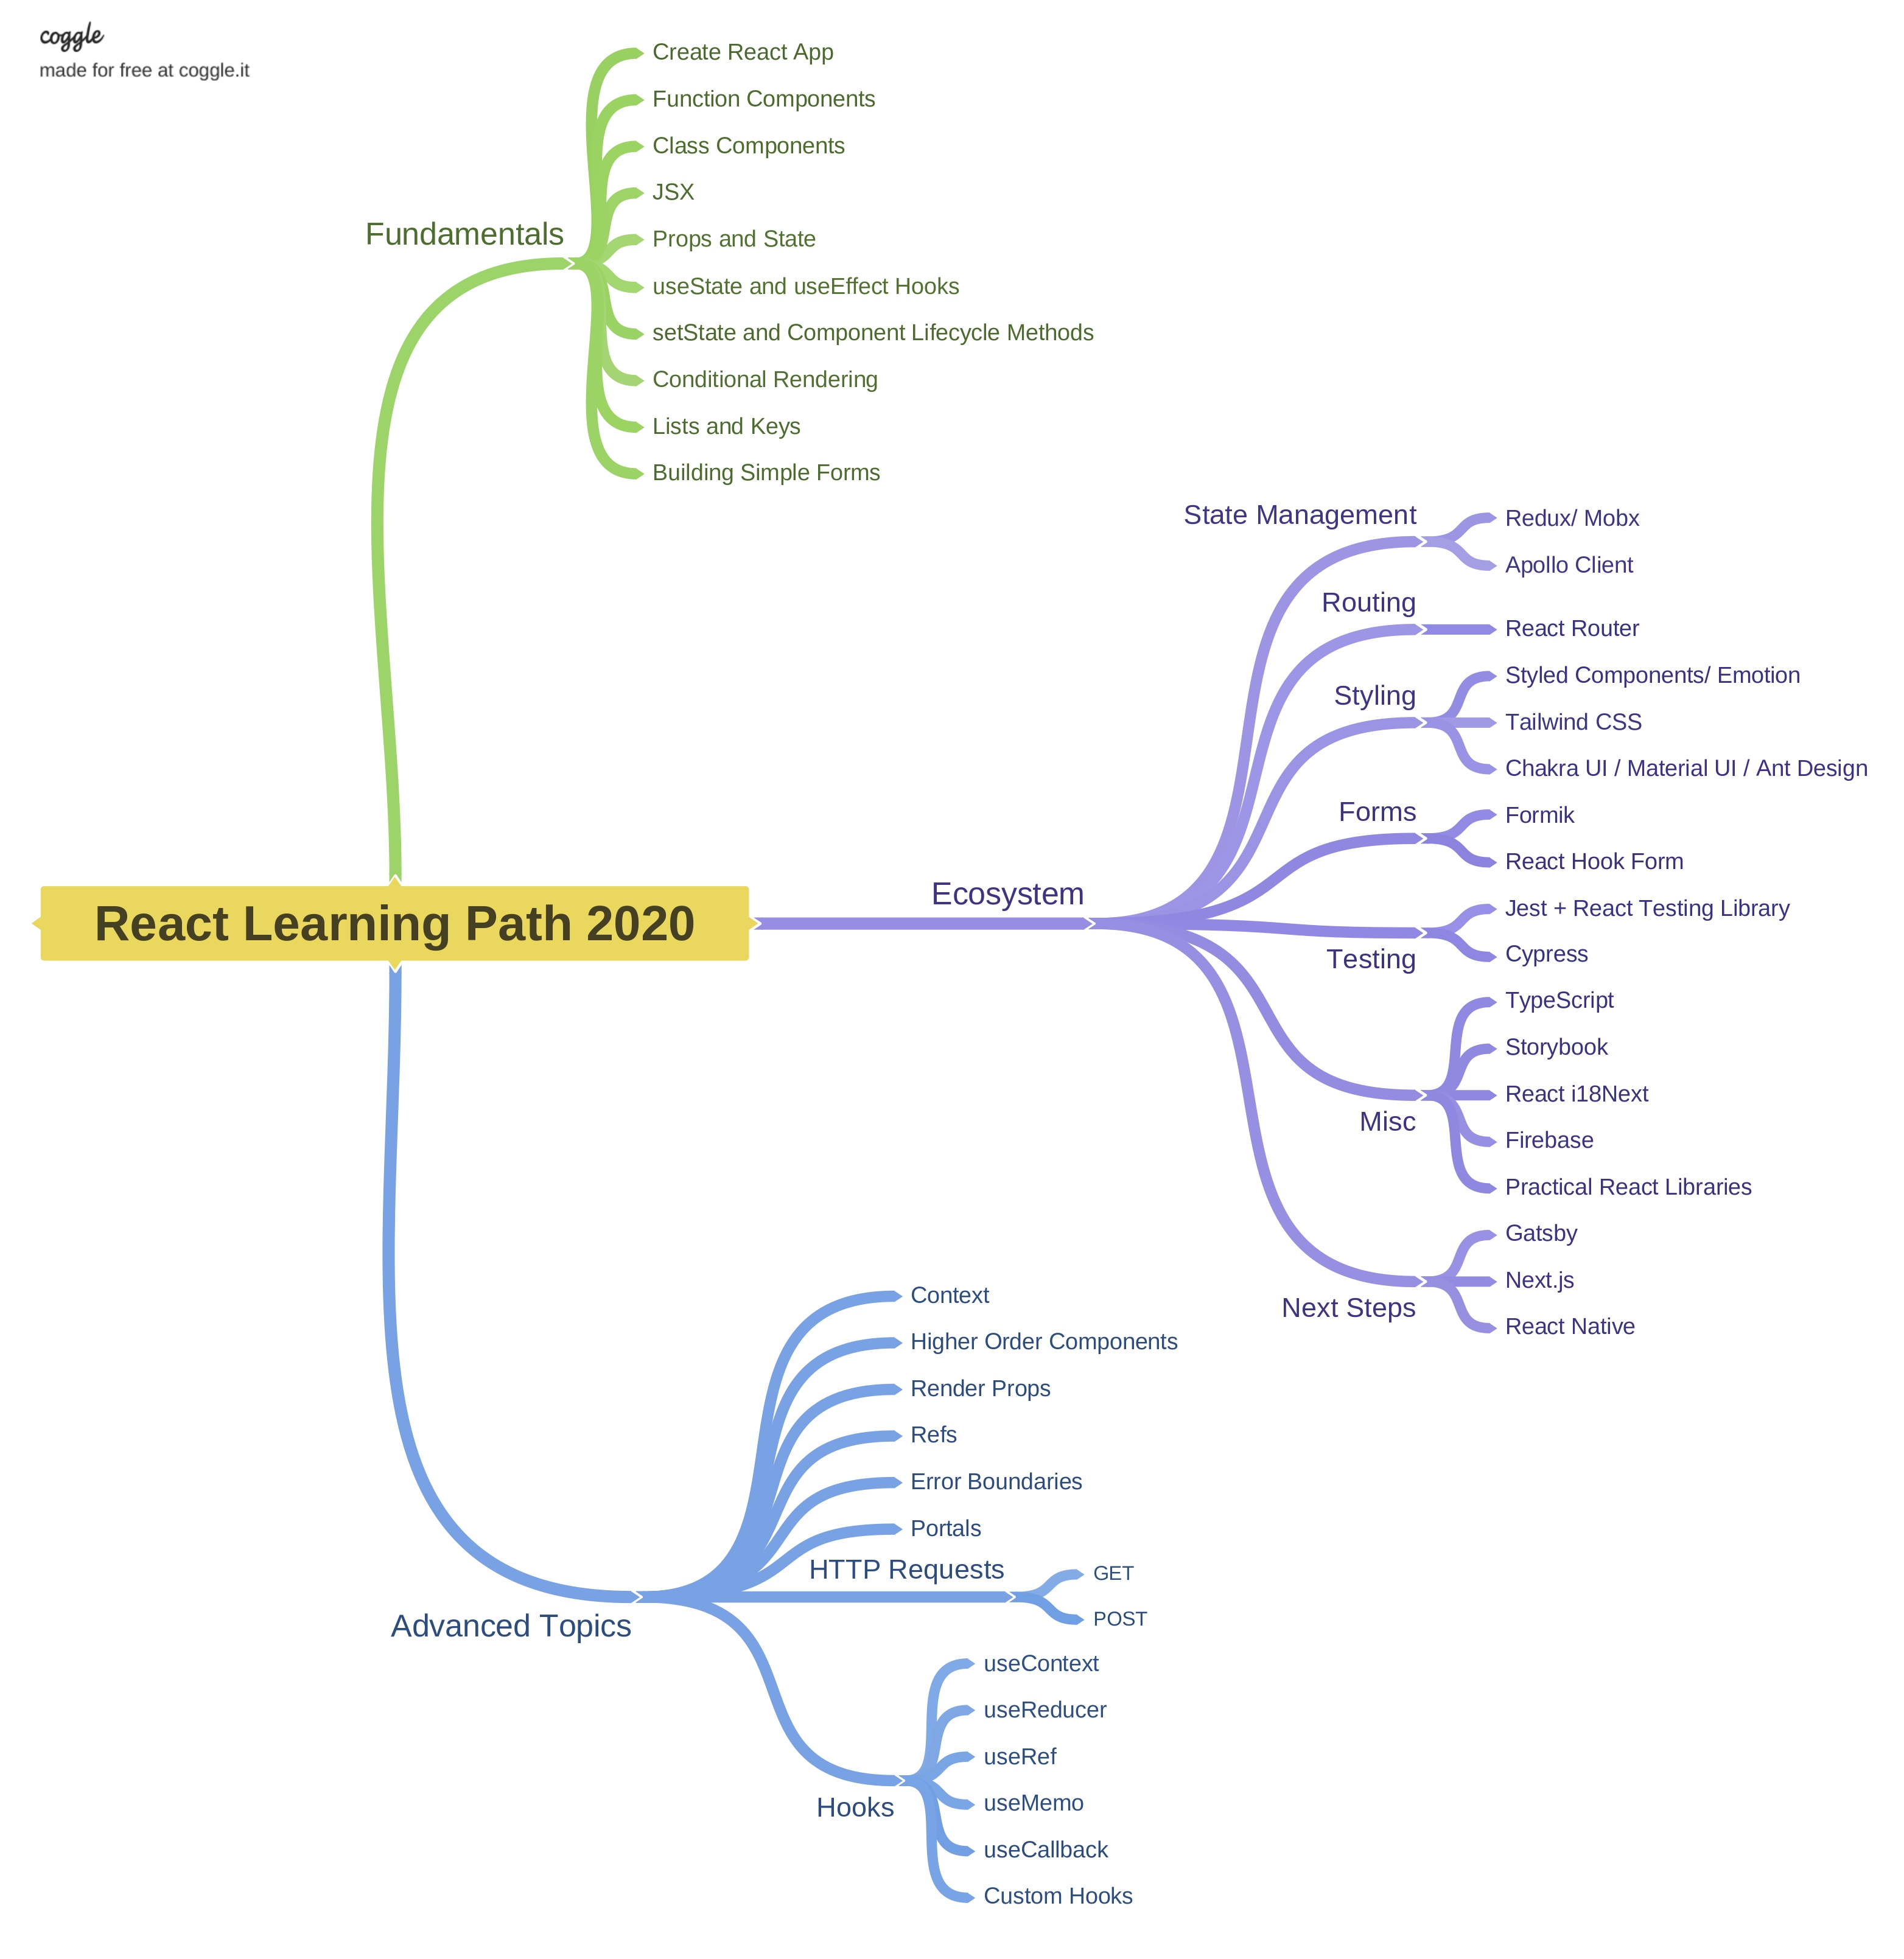 coggle
made for free at coggle.it
React Learning Path 2020
Fundamentals
Create React App
Function Components
Class Components
JSX
Props and State
useState and useEffect Hooks
setState and Component Lifecycle Methods
Conditional Rendering
Lists and Keys
Building Simple Forms
Ecosystem
State Management
Redux/ Mobx
Apollo Client
Routing
React Router
Styling
Styled Components/ Emotion
Tailwind CSS
Chakra UI / Material UI / Ant Design
Forms
Formik
React Hook Form
Testing
Jest + React Testing Library
Cypress
Misc
TypeScript
Storybook
React i18Next
Firebase
Practical React Libraries
Next Steps
Gatsby
Next.js
React Native
Advanced Topics
Context
Higher Order Components
Render Props
Refs
Error Boundaries
Portals
HTTP Requests
GET
POST
Hooks
useContext
useReducer
useRef
useMemo
useCallback
Custom Hooks